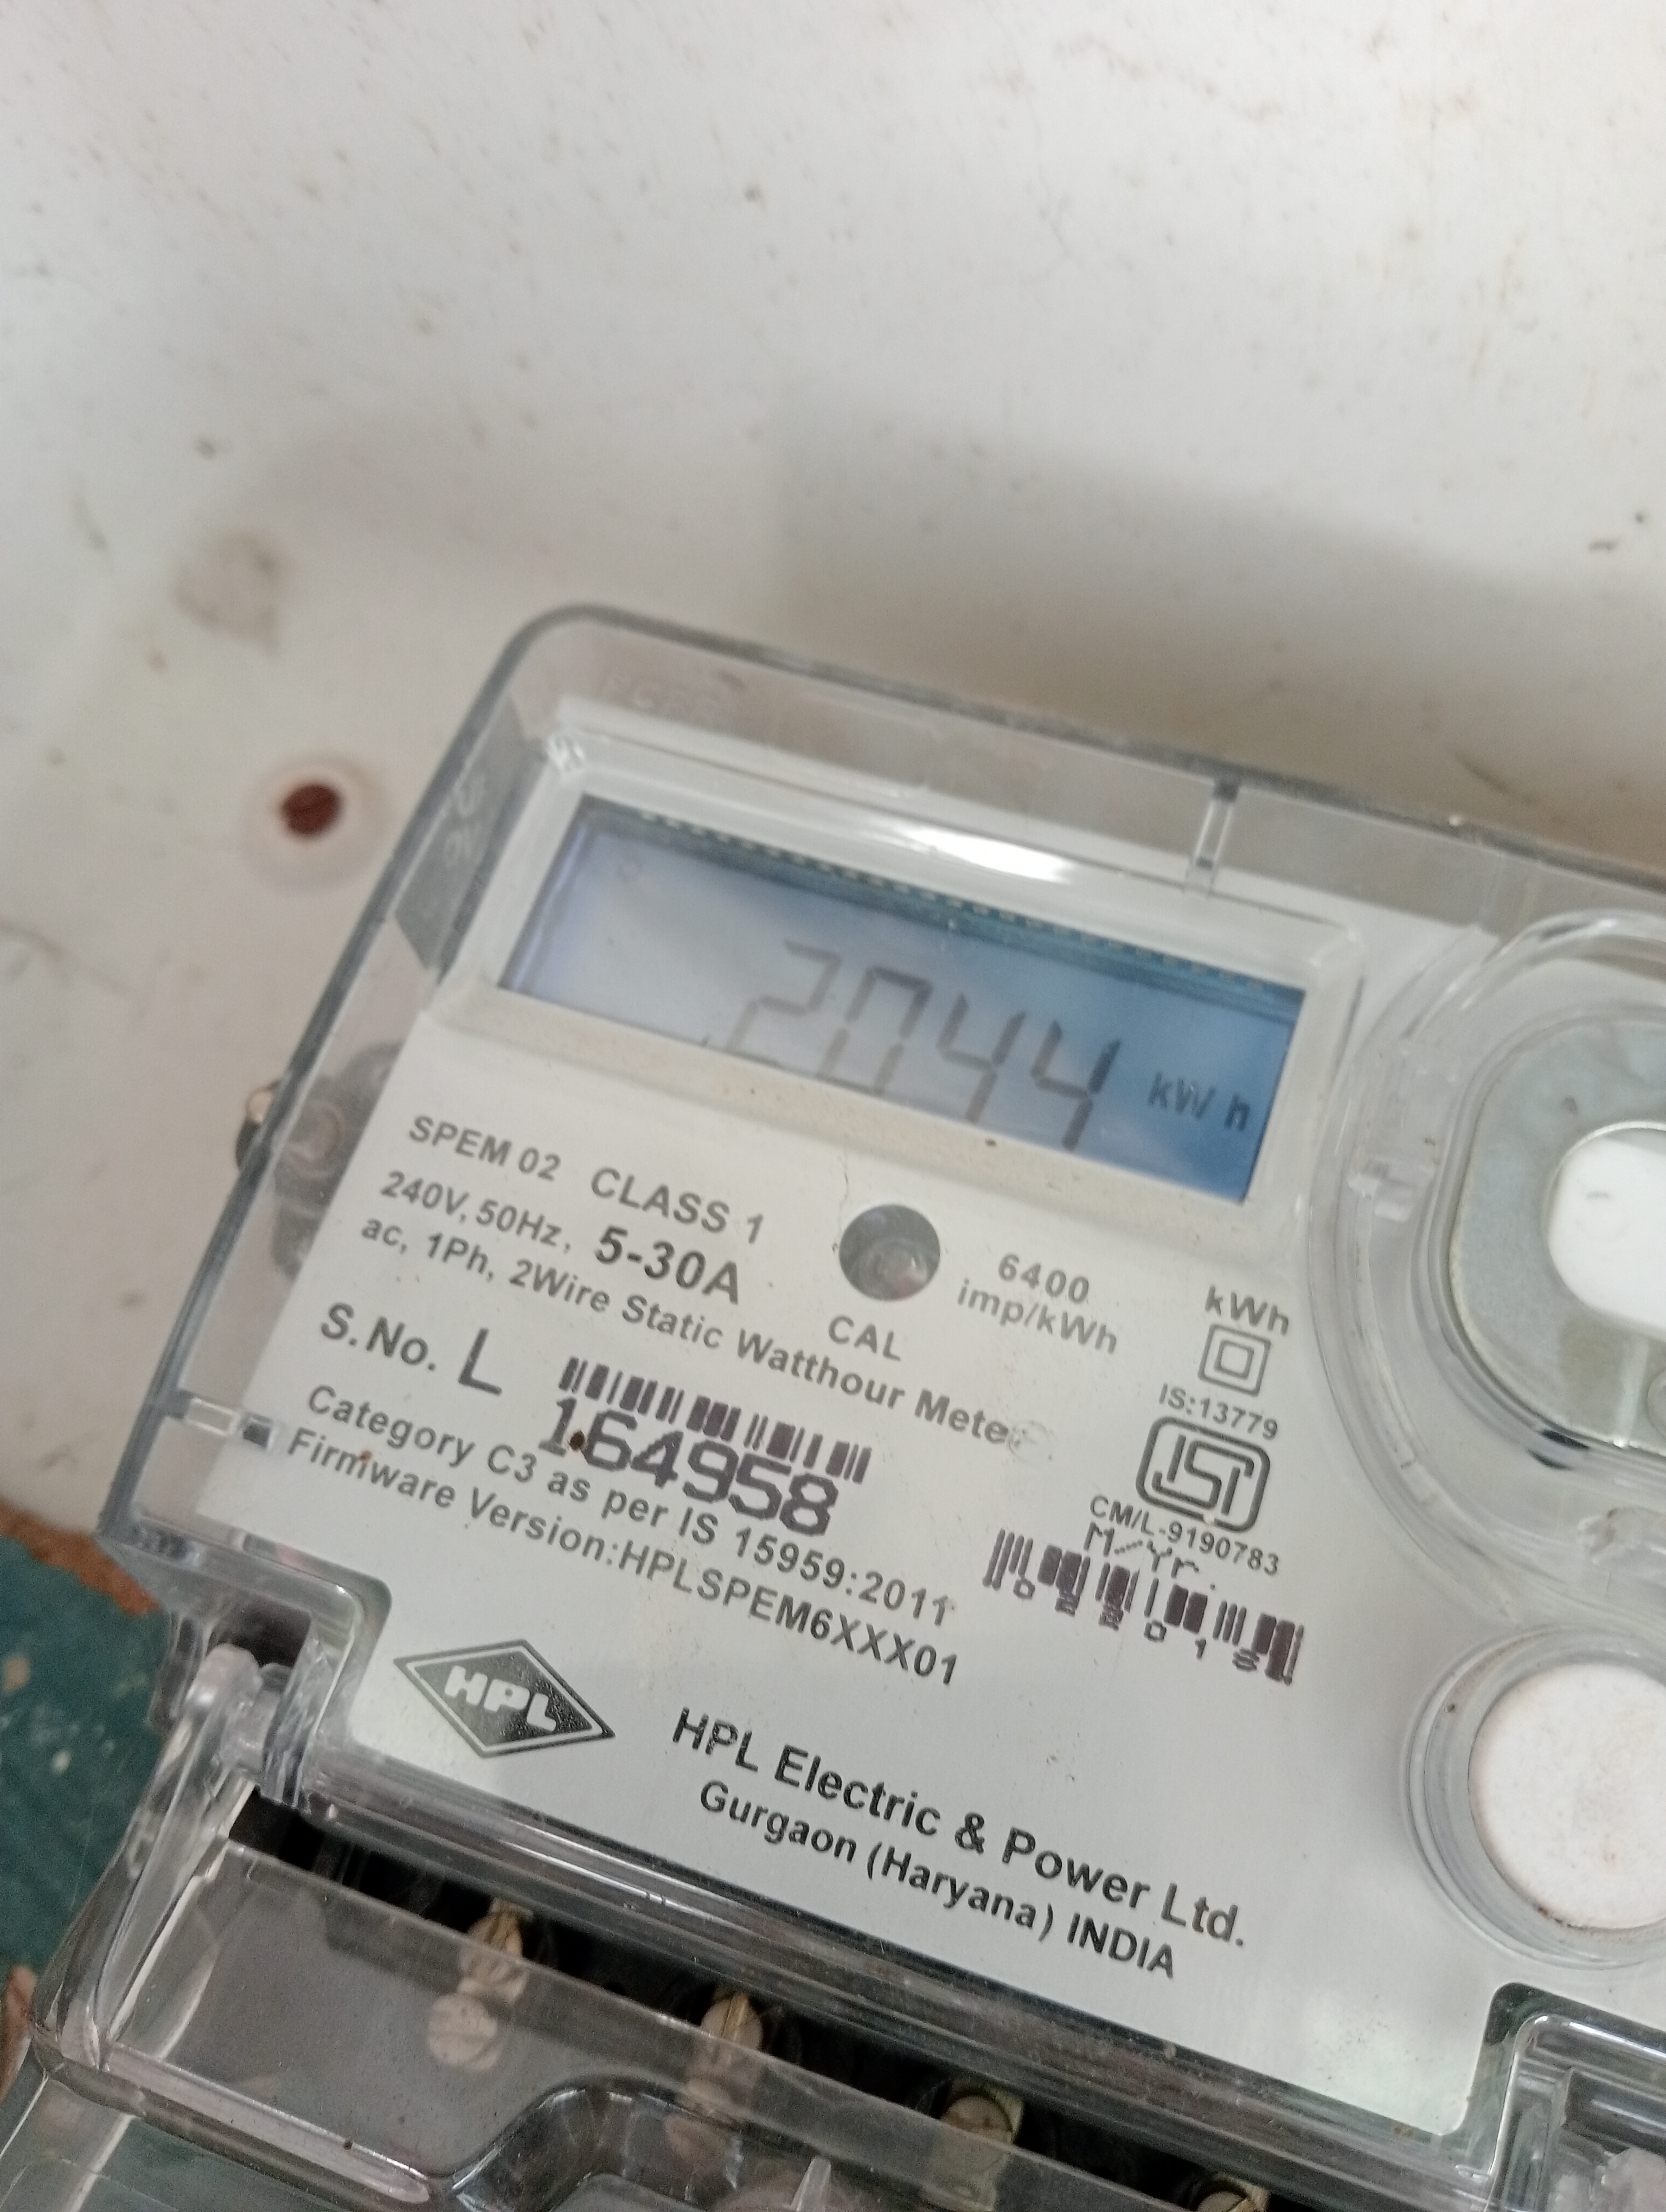 2044 kWh
SPEM 02 CLASS 1
240V, 50Hz, 5-30A
ac, 1Ph, 2Wire Static Watthour Meter
CAL
6400
imp/kWh
kWh
IS:13779
ISI
CM/L-9190783
M-Yr.
S.No. L
164958
Category C3 as per IS 15959:2011
Firmware Version:HPLSPEM6XXX01
HPL
HPL Electric & Power Ltd.
Gurgaon (Haryana) INDIA